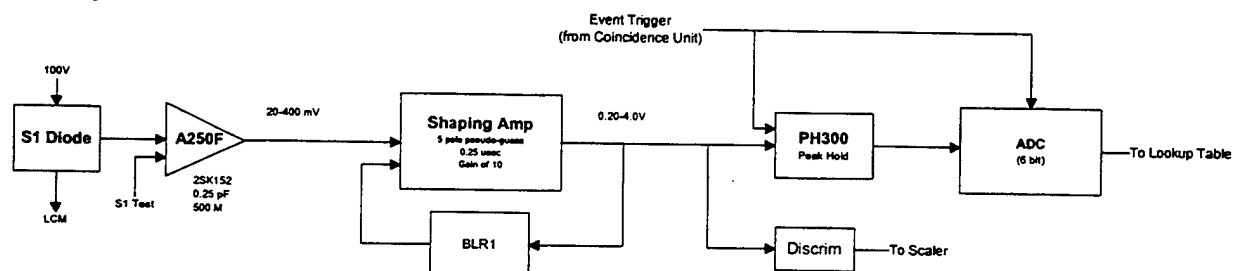 Event Trigger
(from Coincidence Unit)
100V
S1 Diode
LCM
S1 Test
A250F
2SK152
0.25 pF
500 M
20-400 mV
Shaping Amp
5 pole pseudo-guass
0.25 usec
Gain of 10
BLR1
0.20-4.0V
PH300
Peak Hold
ADC
(6 bit)
To Lookup Table
Discrim
To Scaler